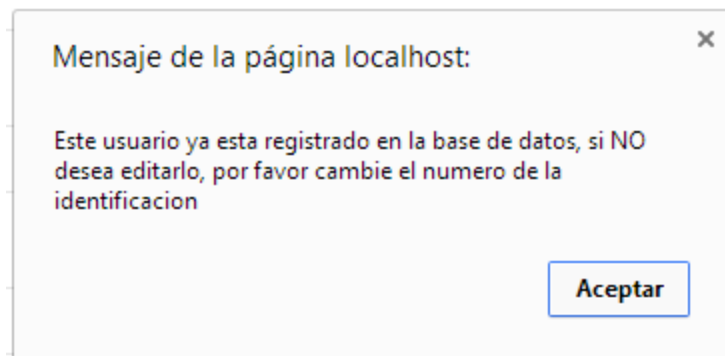 Mensaje de la página localhost:
Este usuario ya esta registrado en la base de datos, si NO
desea editarlo, por favor cambie el numero de la
identificacion
Aceptar